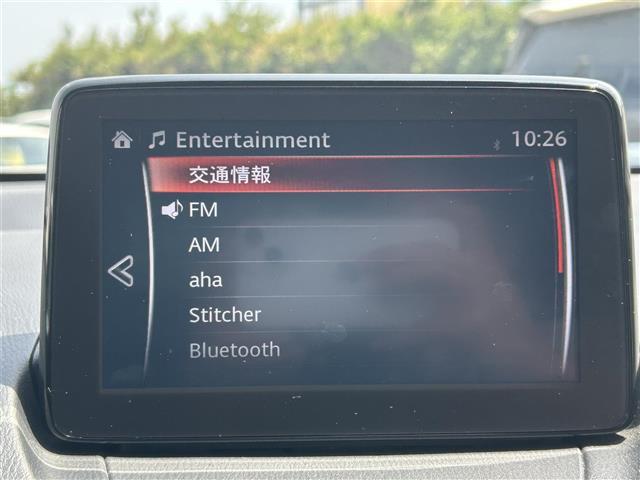 Entertainment 10:26
交通情報
FM
AM
aha
Stitcher
Bluetooth